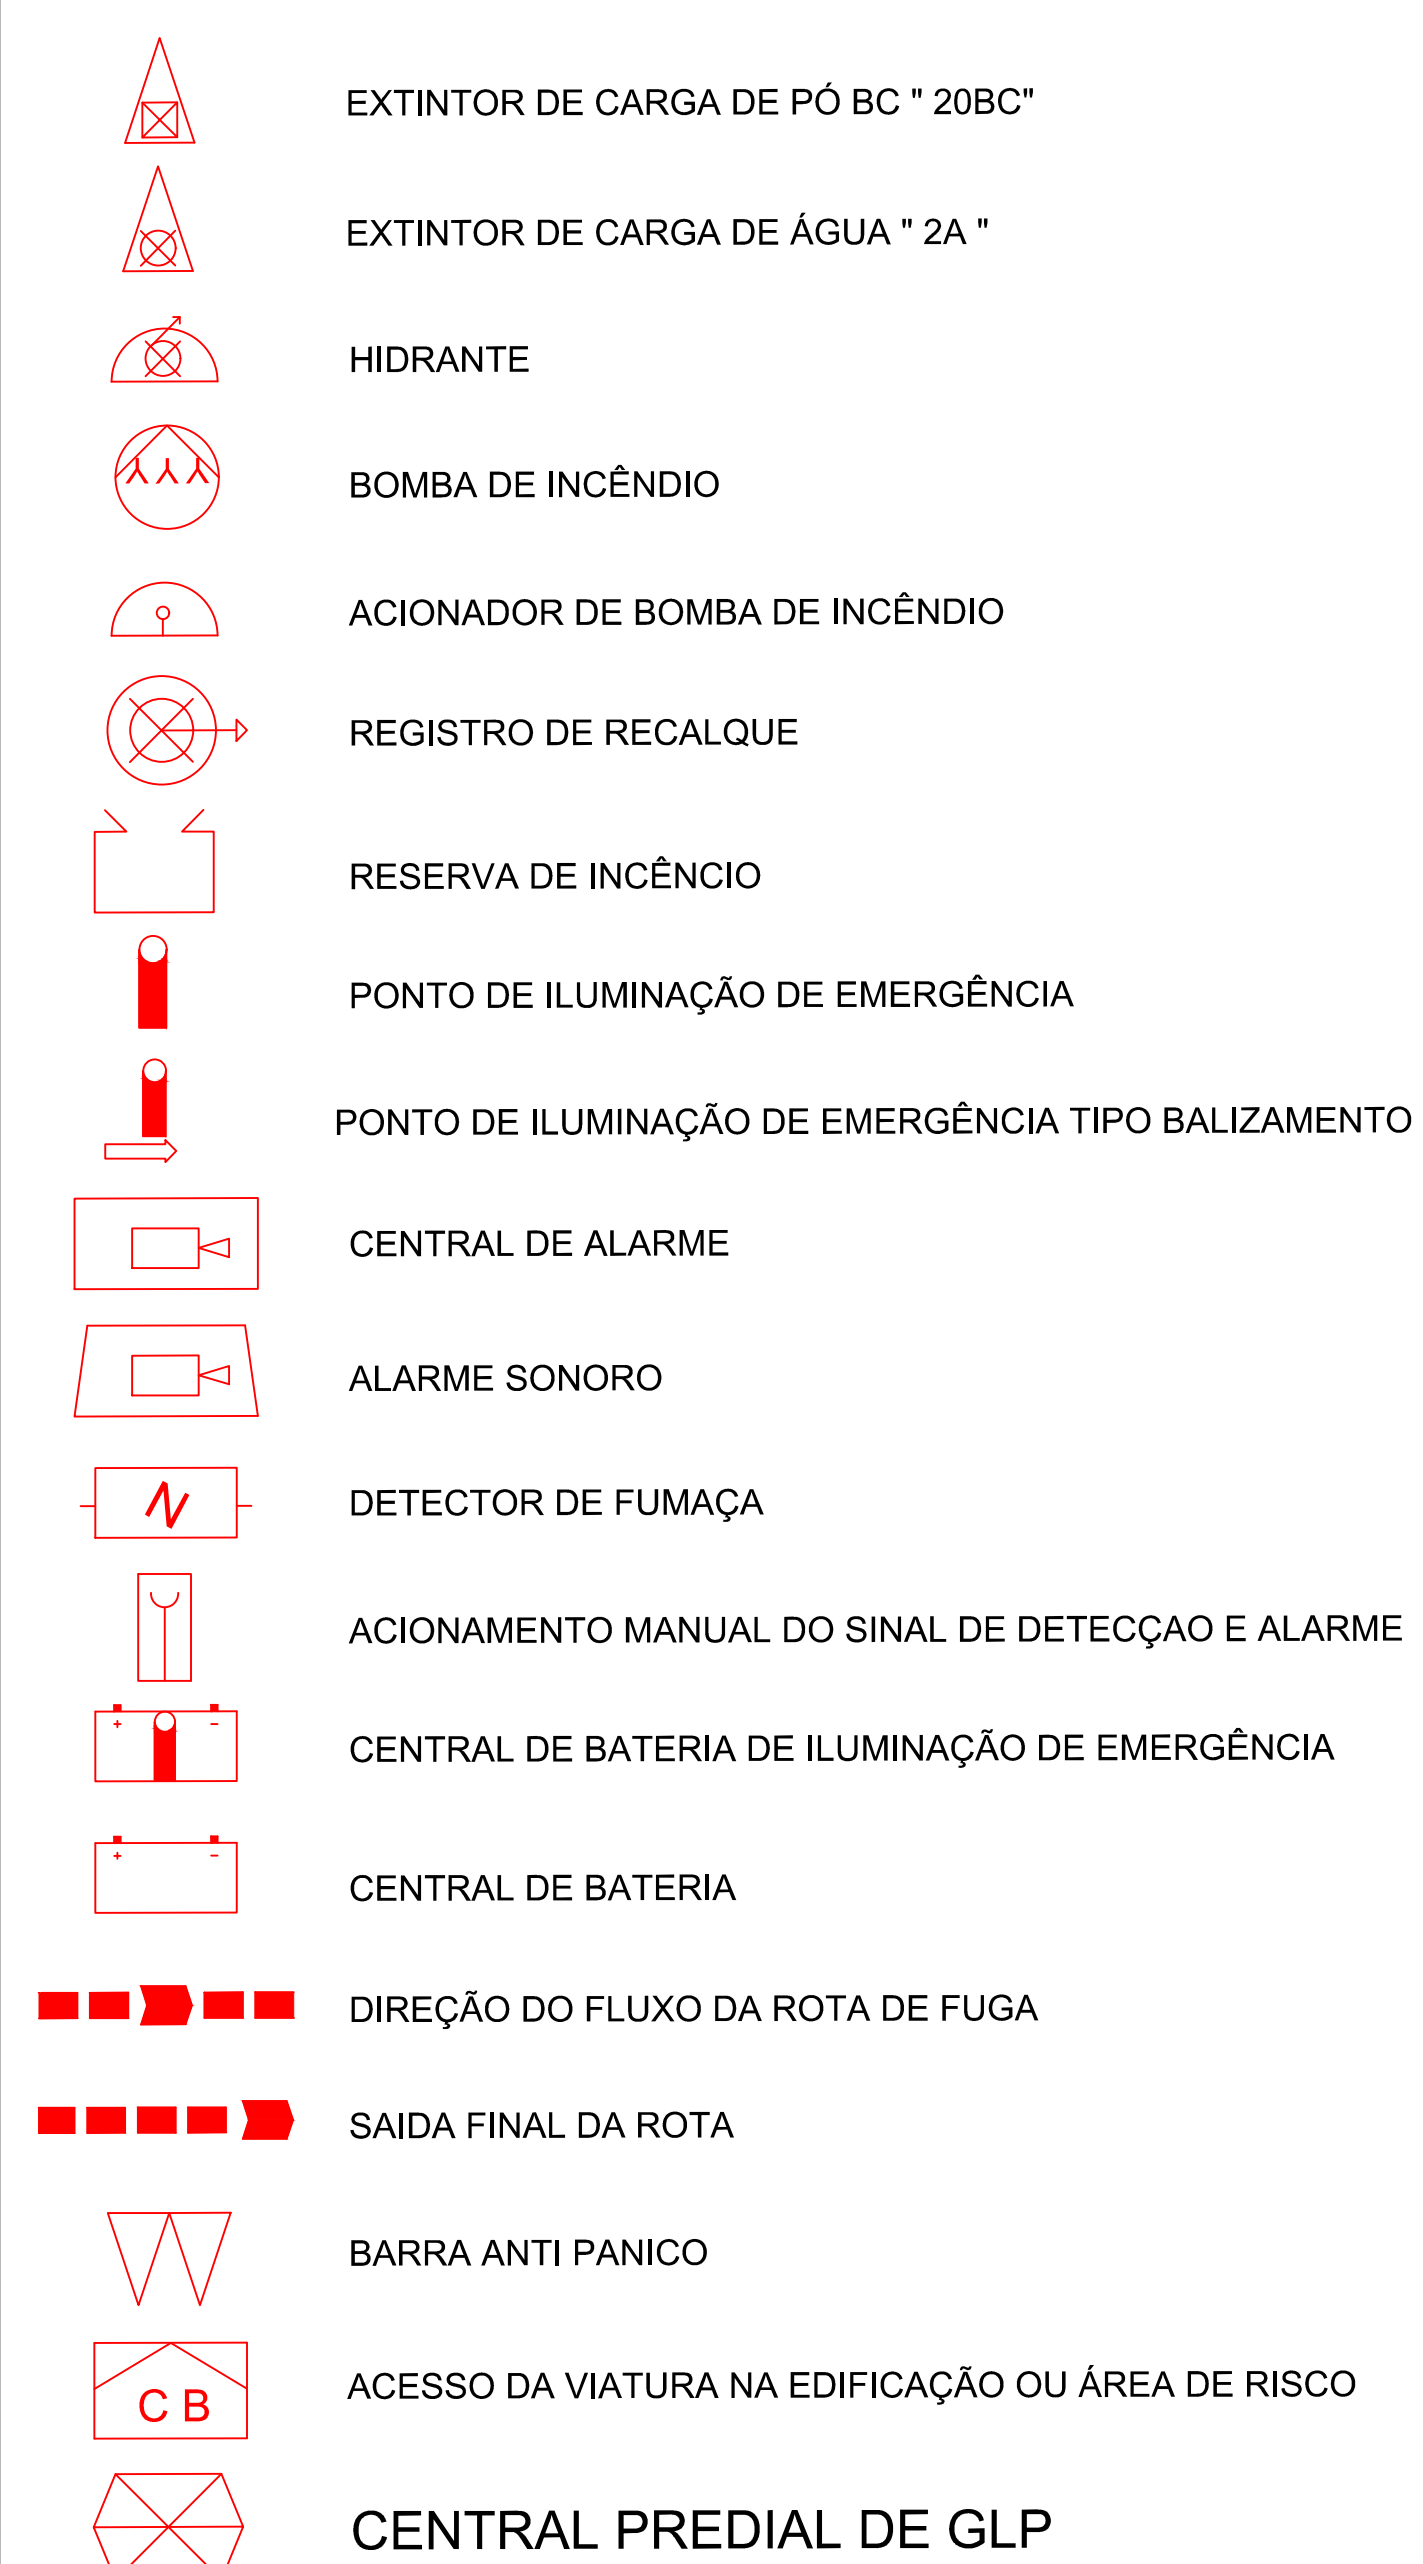 EXTINTOR DE CARGA DE PÓ BC " 20BC"
EXTINTOR DE CARGA DE ÁGUA " 2A "
HIDRANTE
BOMBA DE INCÊNDIO
ACIONADOR DE BOMBA DE INCÊNDIO
REGISTRO DE RECALQUE
RESERVA DE INCÊNCIO
PONTO DE ILUMINAÇÃO DE EMERGÊNCIA
PONTO DE ILUMINAÇÃO DE EMERGÊNCIA TIPO BALIZAMENTO
CENTRAL DE ALARME
ALARME SONORO
DETECTOR DE FUMAÇA
ACIONAMENTO MANUAL DO SINAL DE DETECÇAO E ALARME
+ - CENTRAL DE BATERIA DE ILUMINAÇÃO DE EMERGÊNCIA
+ - CENTRAL DE BATERIA
DIREÇÃO DO FLUXO DA ROTA DE FUGA
SAIDA FINAL DA ROTA
BARRA ANTI PANICO
C B ACESSO DA VIATURA NA EDIFICAÇÃO OU ÁREA DE RISCO
CENTRAL PREDIAL DE GLP